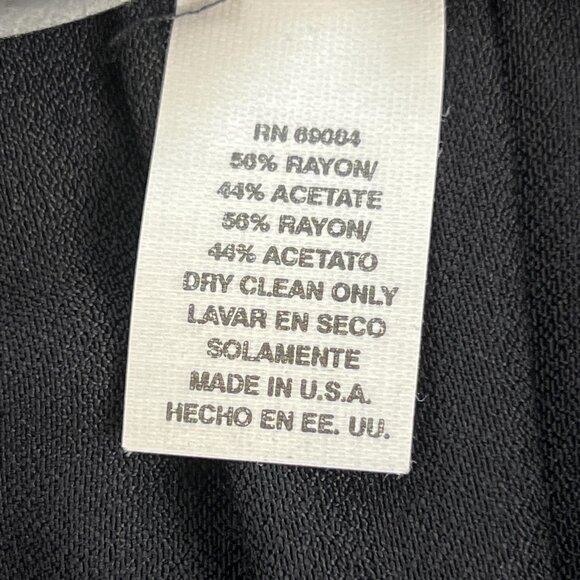 RN 69084
56% RAYON/
44% ACETATE
56% RAYON/
44% ACETATO
DRY CLEAN ONLY
LAVAR EN SECO
SOLAMENTE
MADE IN U.S.A.
HECHO EN EE. UU.